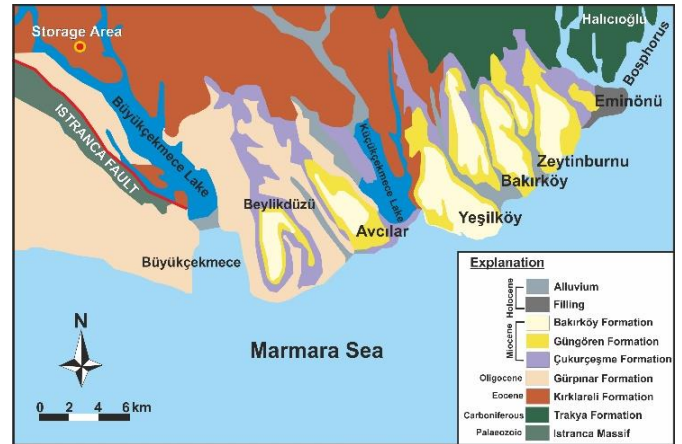 Storage Area
Halıcıoğlu
Bosphorus
Eminönü
ISTRANCA FAULT
Büyükçekmece Lake
Küçükçekmece Lake
Zeytinburnu
Bakırköy
Beylikdüzü
Yeşilköy
Avcılar
Büyükçekmece
Marmara Sea
N
0 2 4 6 km
Explanation
Holocene
Alluvium
Filling
Miocene
Bakırköy Formation
Güngören Formation
Çukurçeşme Formation
Oligocene Gürpınar Formation
Eocene Kırklareli Formation
Carboniferous Trakya Formation
Palaeozoic Istranca Massif